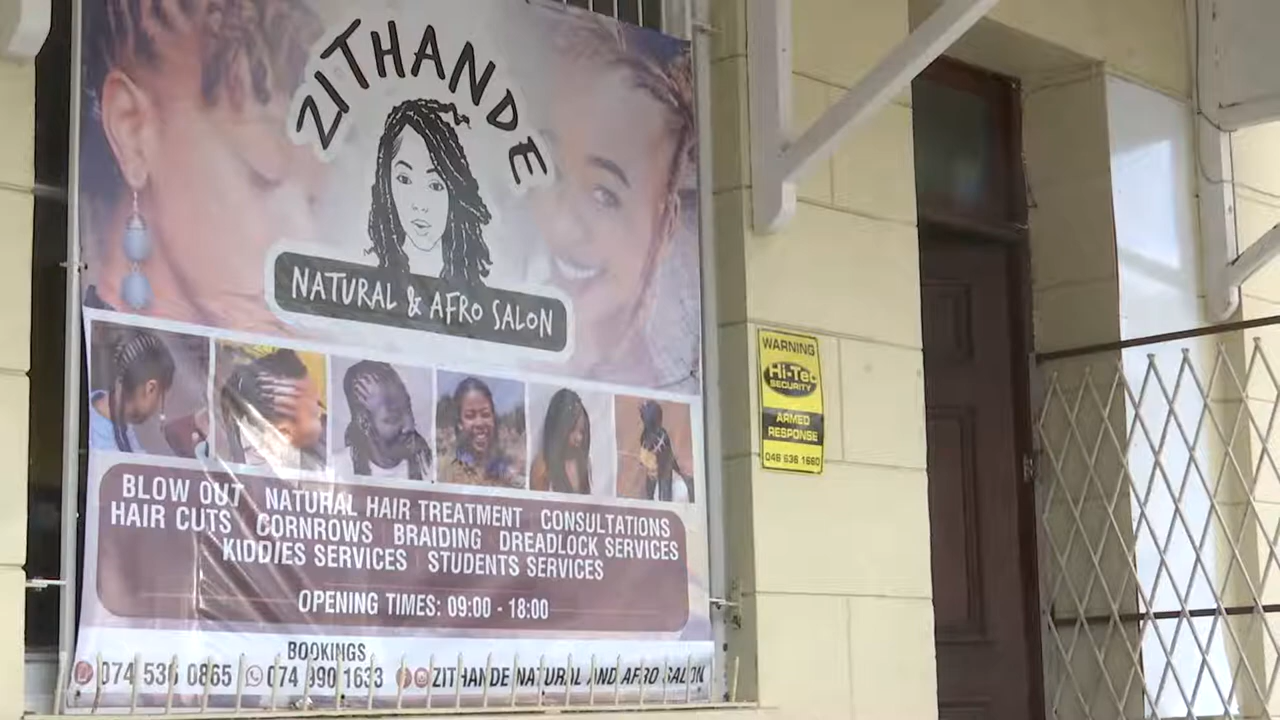 ZITHANDE
NATURAL & AFRO SALON
BLOW OUT NATURAL HAIR TREATMENT CONSULTATIONS
HAIR CUTS CORNROWS BRAIDING DREADLOCK SERVICES
KIDDIES SERVICES STUDENTS SERVICES
OPENING TIMES: 09:00 - 18:00
BOOKINGS
074 536 0865 074 990 1633 ZITHANDE NATURAL AND AFRO SALON
WARNING
Hi-Tec
SECURITY
ARMED
RESPONSE
046 636 1660